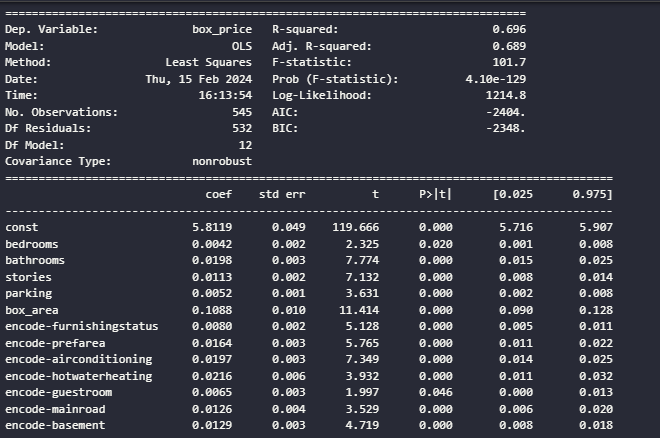 ==============================================================================
Dep. Variable:              box_price   R-squared:                       0.696
Model:                            OLS   Adj. R-squared:                  0.689
Method:                 Least Squares   F-statistic:                     101.7
Date:                Thu, 15 Feb 2024   Prob (F-statistic):          4.10e-129
Time:                        16:13:54   Log-Likelihood:                 1214.8
No. Observations:                 545   AIC:                            -2404.
Df Residuals:                     532   BIC:                            -2348.
Df Model:                          12
Covariance Type:            nonrobust
==============================================================================
coef    std err          t      P>|t|      [0.025      0.975]
------------------------------------------------------------------------------
const                       5.8119      0.049    119.666      0.000       5.716       5.907
bedrooms                    0.0042      0.002      2.325      0.020       0.001       0.008
bathrooms                   0.0198      0.003      7.774      0.000       0.015       0.025
stories                     0.0113      0.002      7.132      0.000       0.008       0.014
parking                     0.0052      0.001      3.631      0.000       0.002       0.008
box_area                    0.1088      0.010     11.414      0.000       0.090       0.128
encode-furnishingstatus     0.0080      0.002      5.128      0.000       0.005       0.011
encode-prefarea             0.0164      0.003      5.765      0.000       0.011       0.022
encode-airconditioning      0.0197      0.003      7.349      0.000       0.014       0.025
encode-hotwaterheating      0.0216      0.006      3.932      0.000       0.011       0.032
encode-guestroom            0.0065      0.003      1.997      0.046       0.000       0.013
encode-mainroad             0.0126      0.004      3.529      0.000       0.006       0.020
encode-basement             0.0129      0.003      4.719      0.000       0.008       0.018